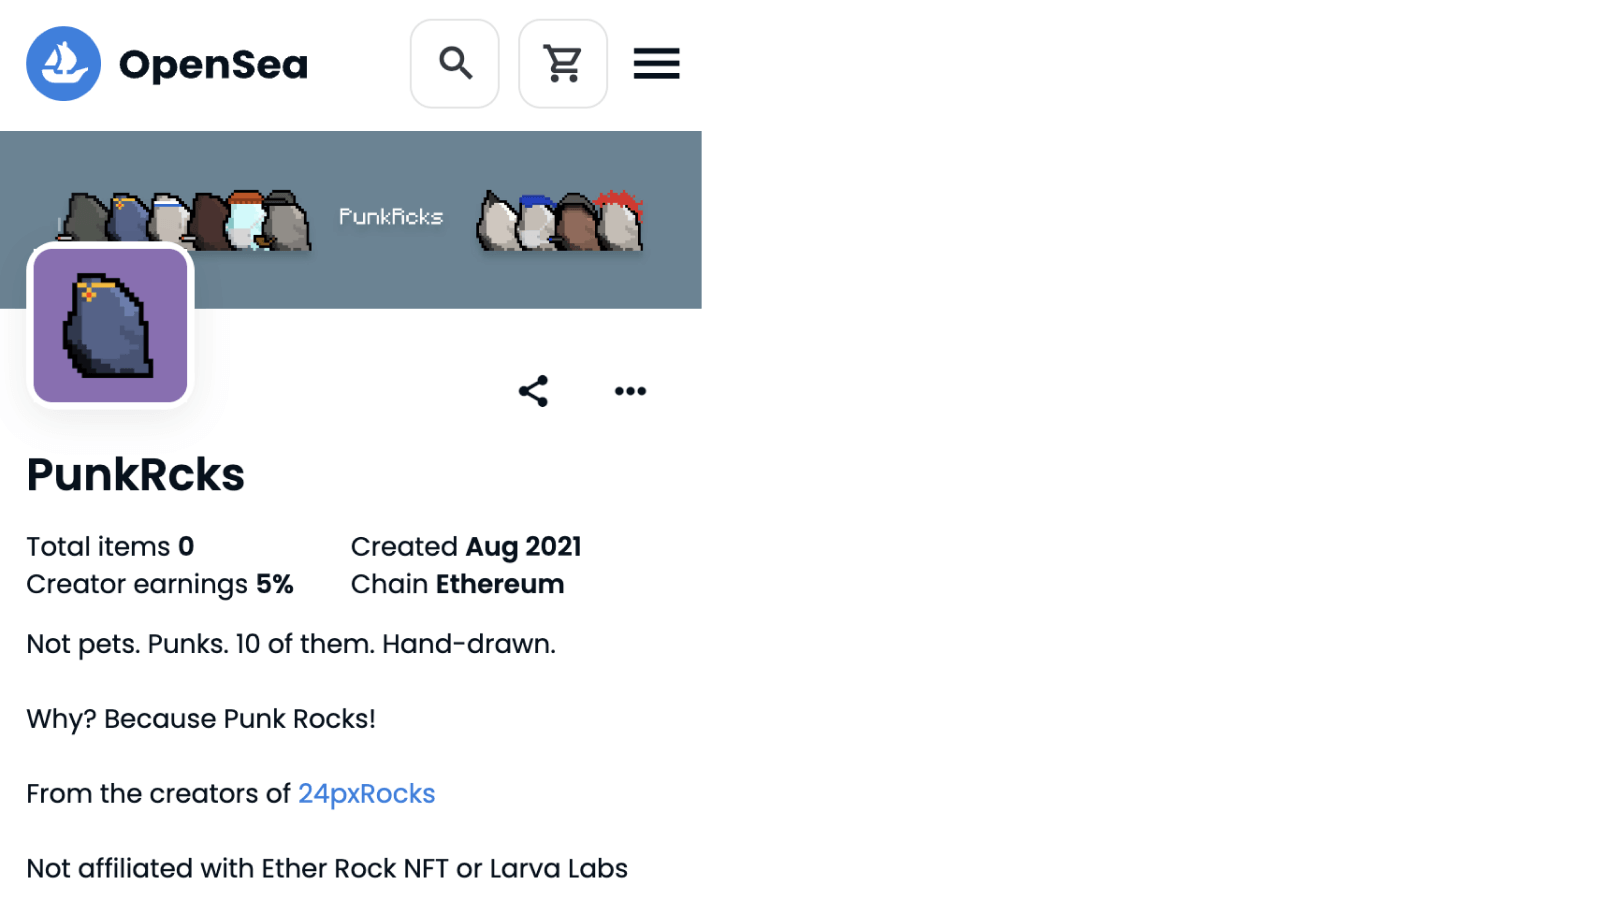 OpenSea
PunkRcks
PunkRcks
Total items 0
Created Aug 2021
Creator earnings 5%
Chain Ethereum
Not pets. Punks. 10 of them. Hand-drawn.
Why? Because Punk Rocks!
From the creators of 24pxRocks
Not affiliated with Ether Rock NFT or Larva Labs